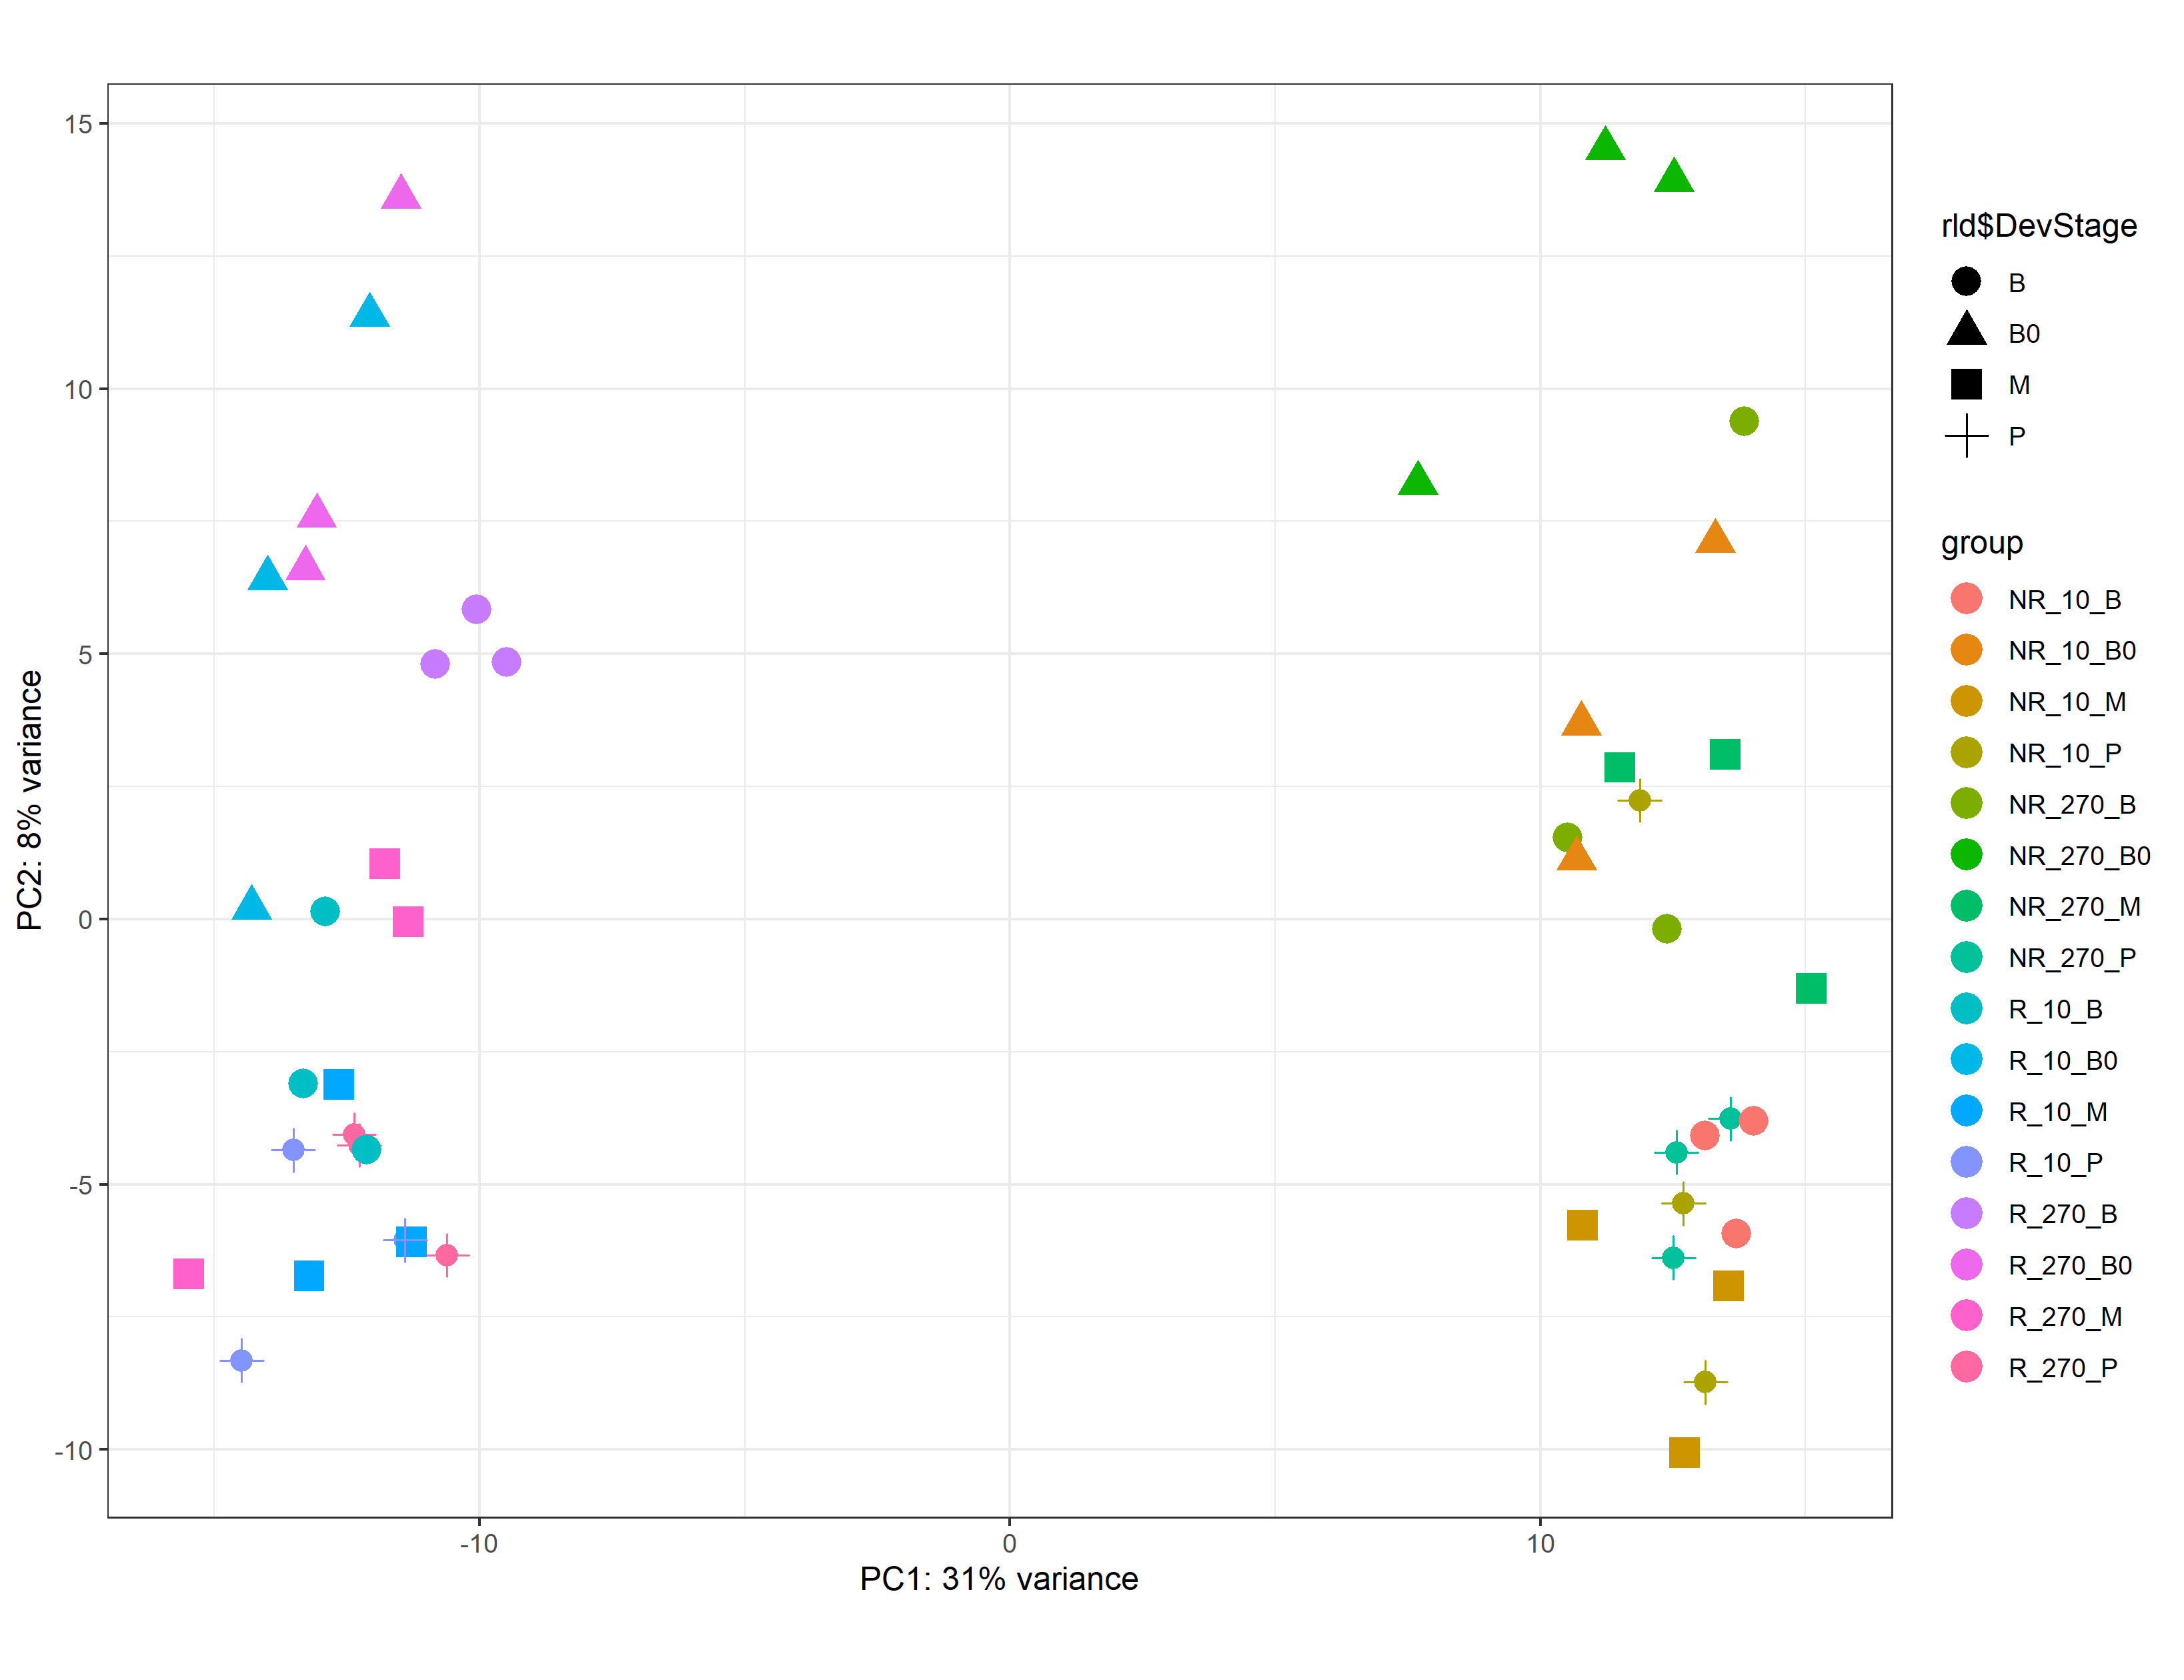 15
10
5
0
-5
-10
PC2: 8% variance
-10
0
10
PC1: 31% variance
rld$DevStage
B
B0
M
P
group
NR_10_B
NR_10_B0
NR_10_M
NR_10_P
NR_270_B
NR_270_B0
NR_270_M
NR_270_P
R_10_B
R_10_B0
R_10_M
R_10_P
R_270_B
R_270_B0
R_270_M
R_270_P